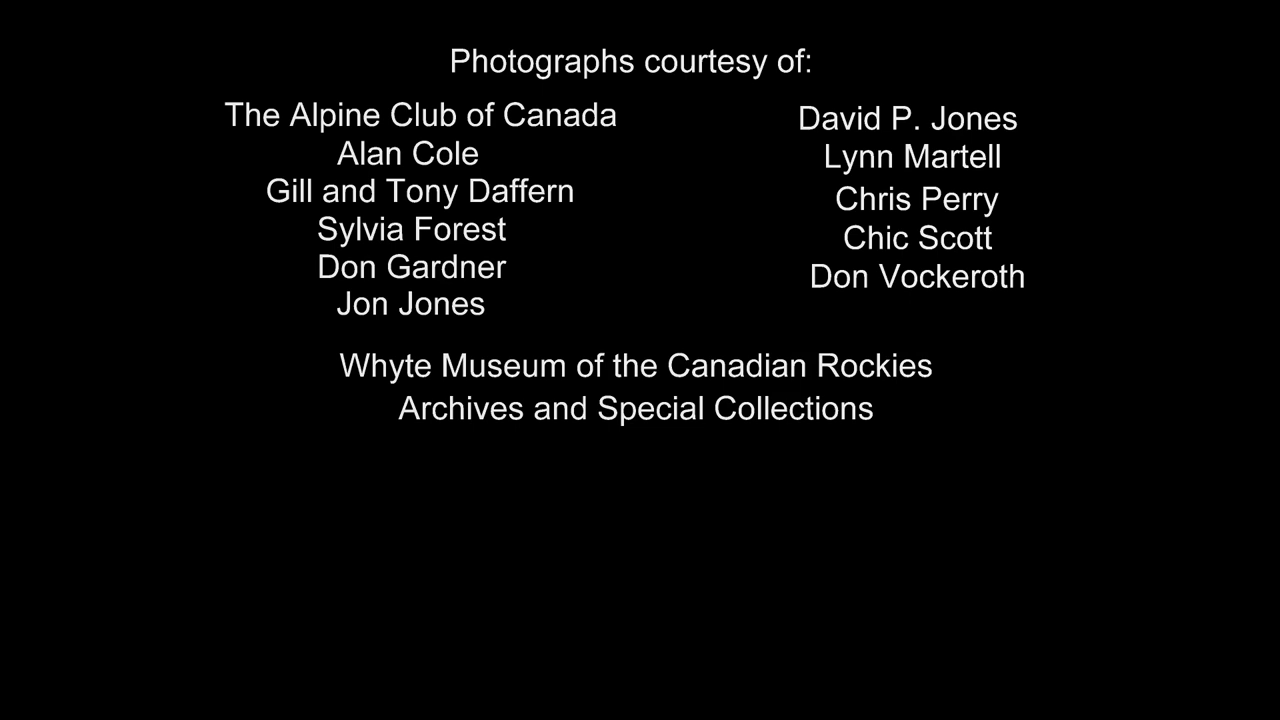 Photographs courtesy of:
The Alpine Club of Canada
Alan Cole
Gill and Tony Daffern
Sylvia Forest
Don Gardner
Jon Jones
David P. Jones
Lynn Martell
Chris Perry
Chic Scott
Don Vockeroth
Whyte Museum of the Canadian Rockies
Archives and Special Collections